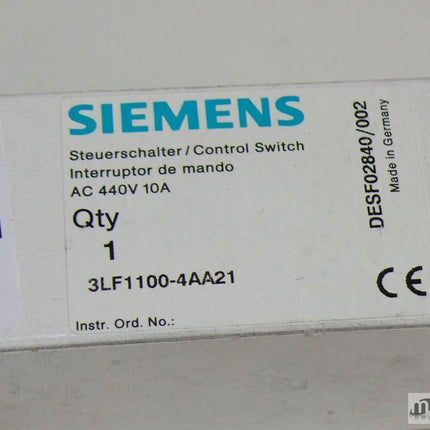 SIEMENS
Steuerschalter/Control Switch
Interruptor de mando
AC 440V 10A
Qty
1
3LF1100-4AA21
Instr. Ord. No.:
DESF02840/002
Made in Germany
CE